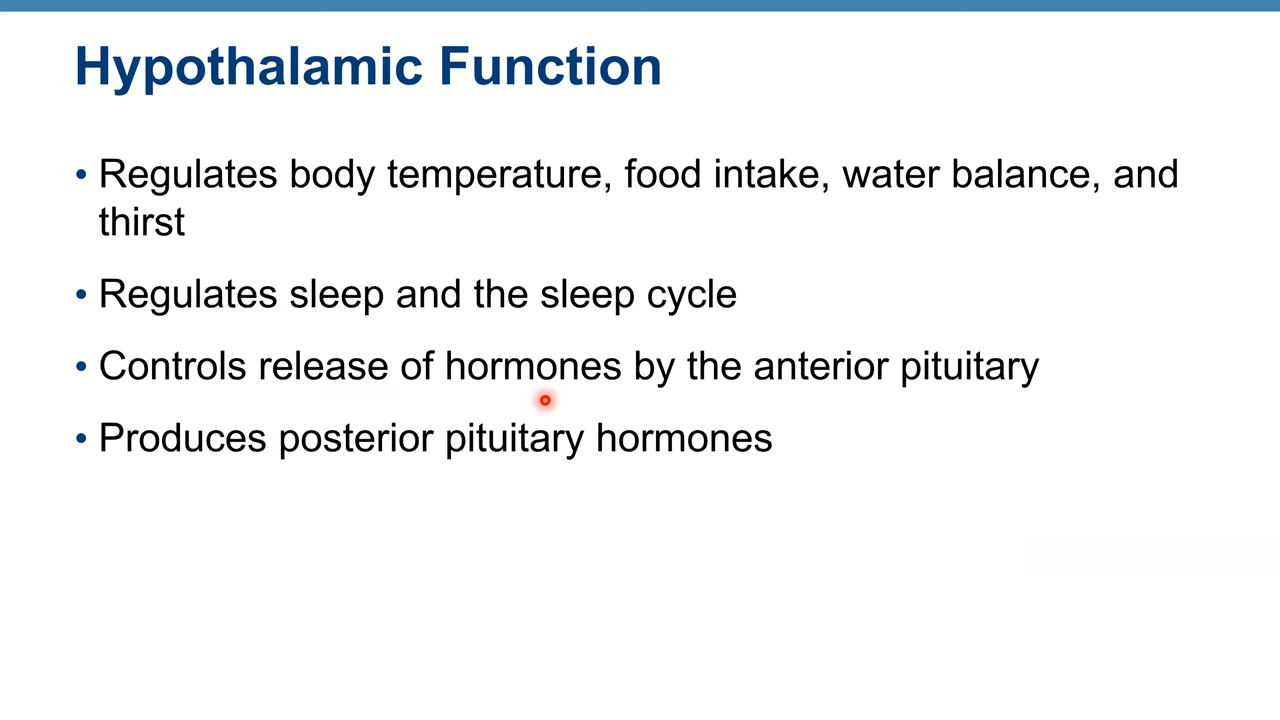 Hypothalamic Function
• Regulates body temperature, food intake, water balance, and
thirst
• Regulates sleep and the sleep cycle
• Controls release of hormones by the anterior pituitary
• Produces posterior pituitary hormones